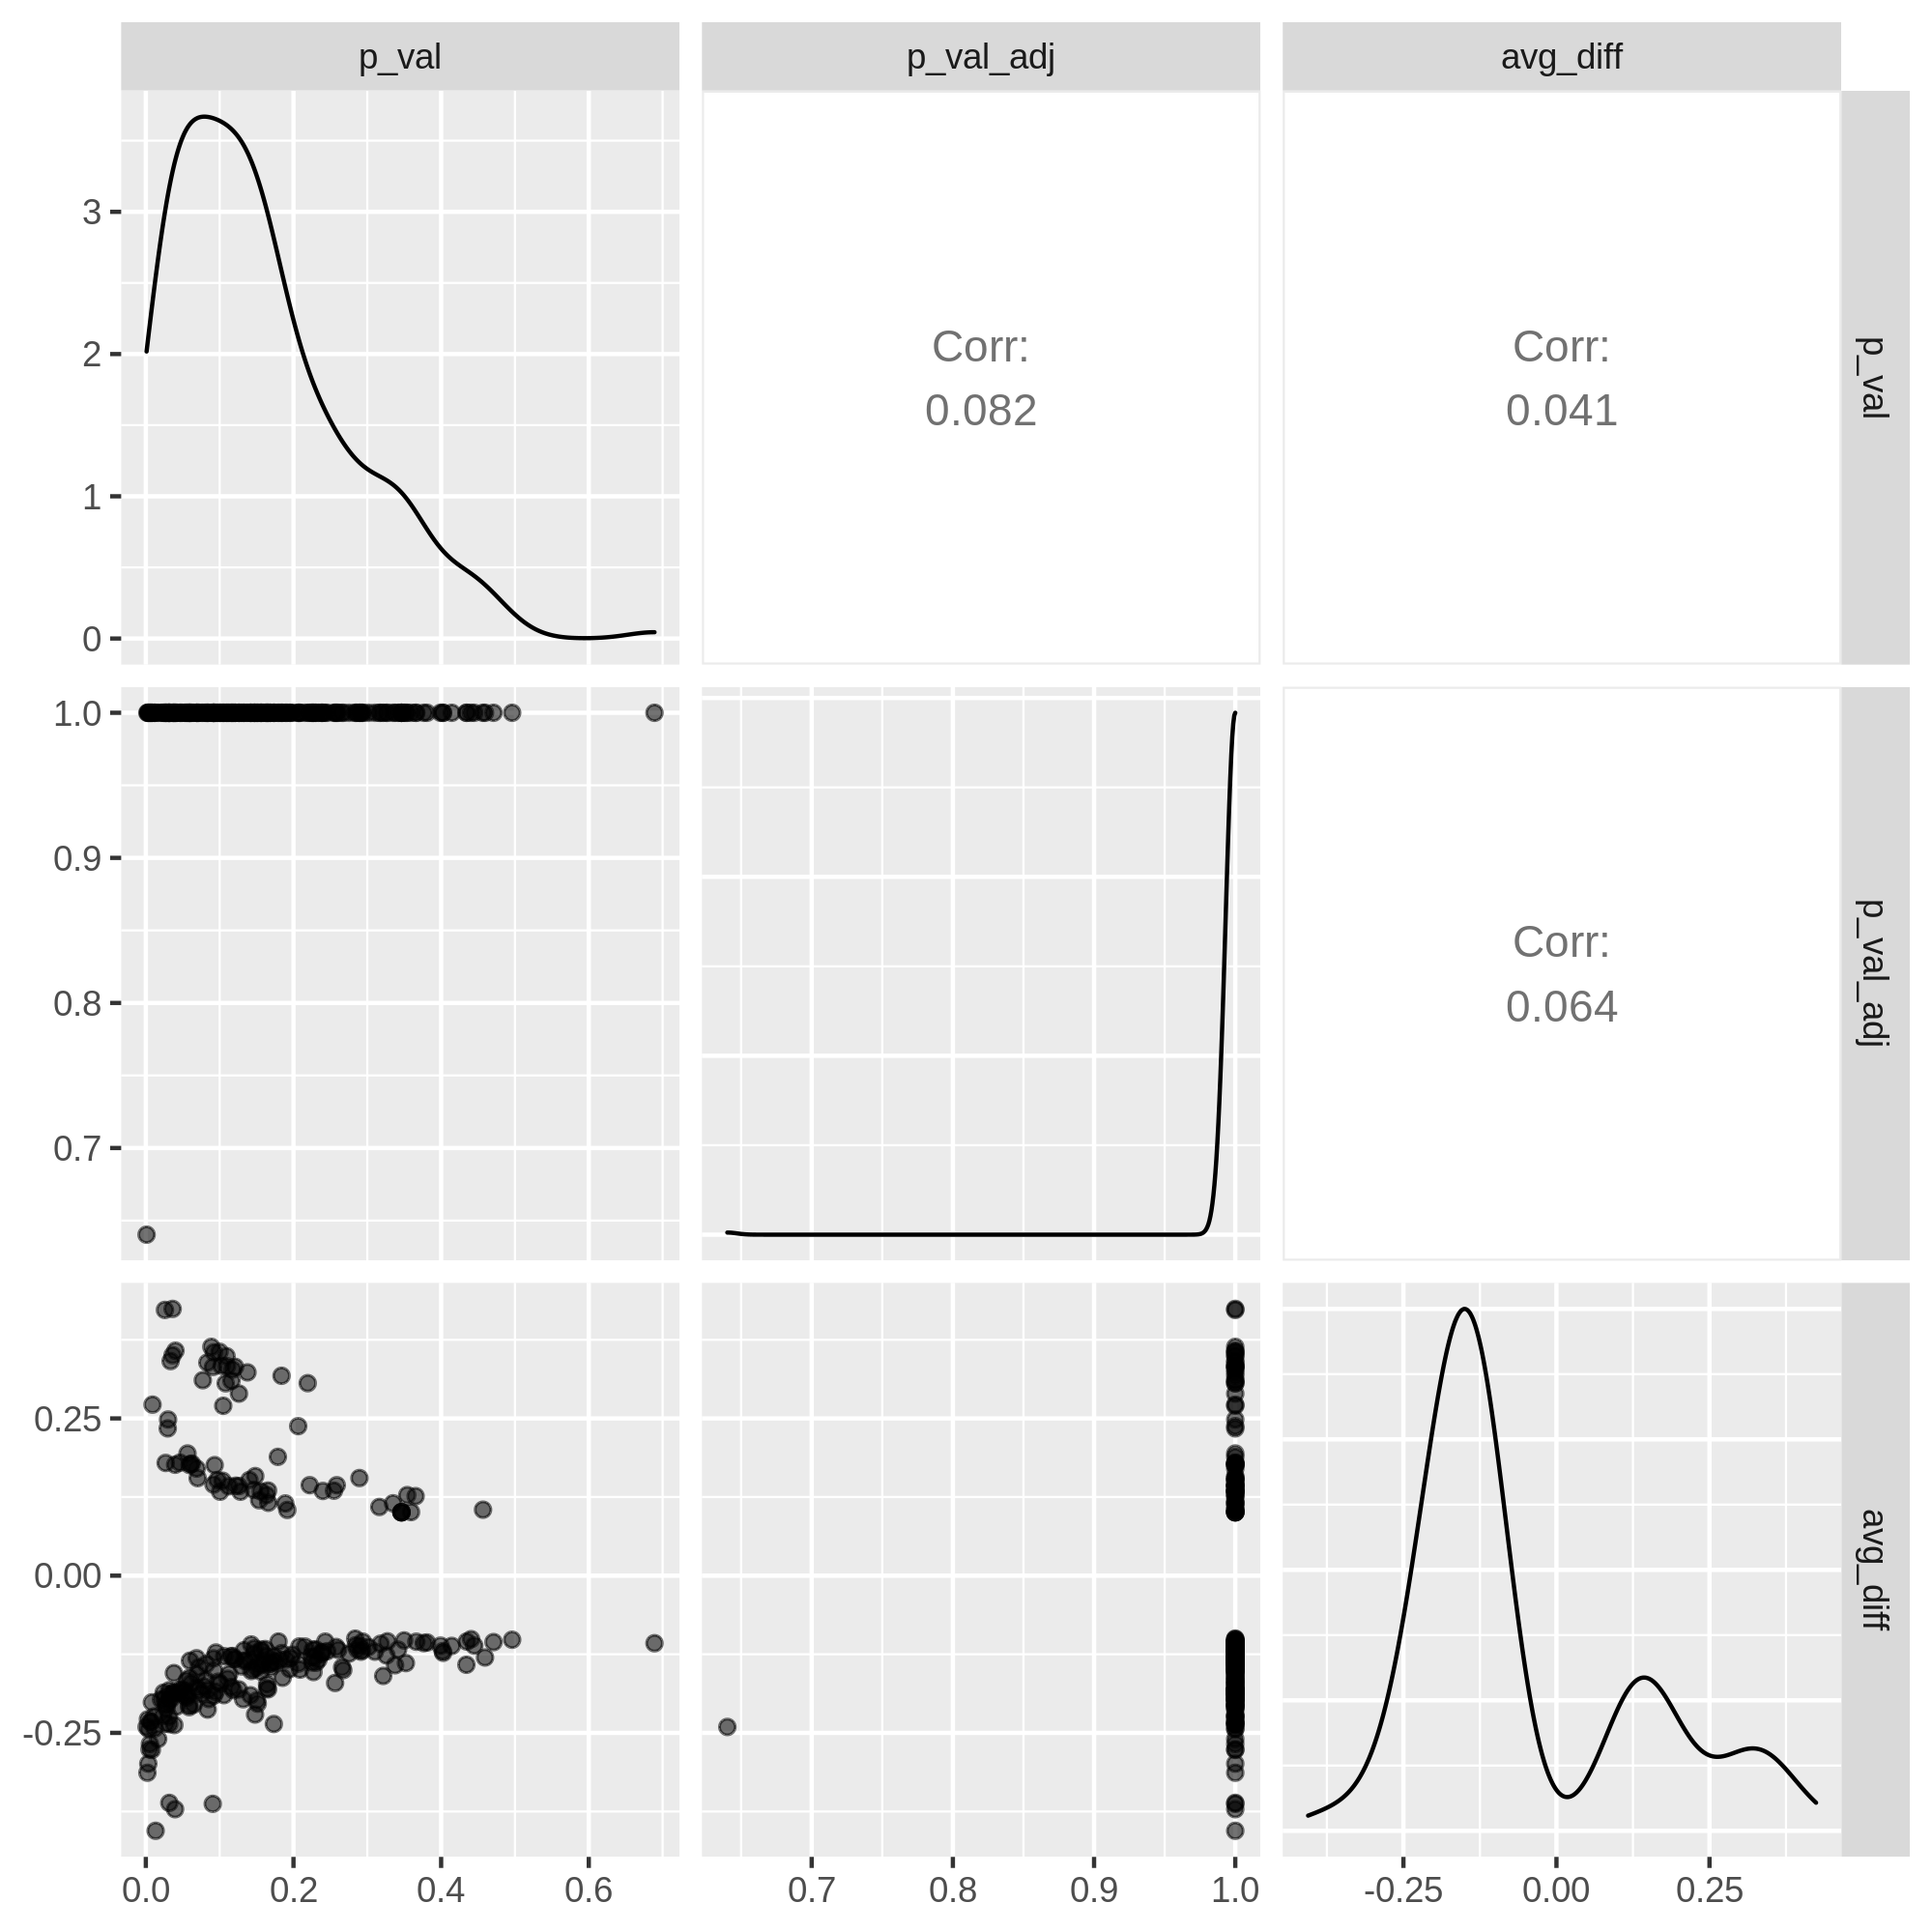 p_val p_val_adj avg_diff
3
2
1
0
Corr:
0.082
Corr:
0.041
p_val
1.0
0.9
0.8
0.7
Corr:
0.064
p_val_adj
0.25
0.00
-0.25
avg_diff
0.0 0.2 0.4 0.6 0.7 0.8 0.9 1.0 -0.25 0.00 0.25